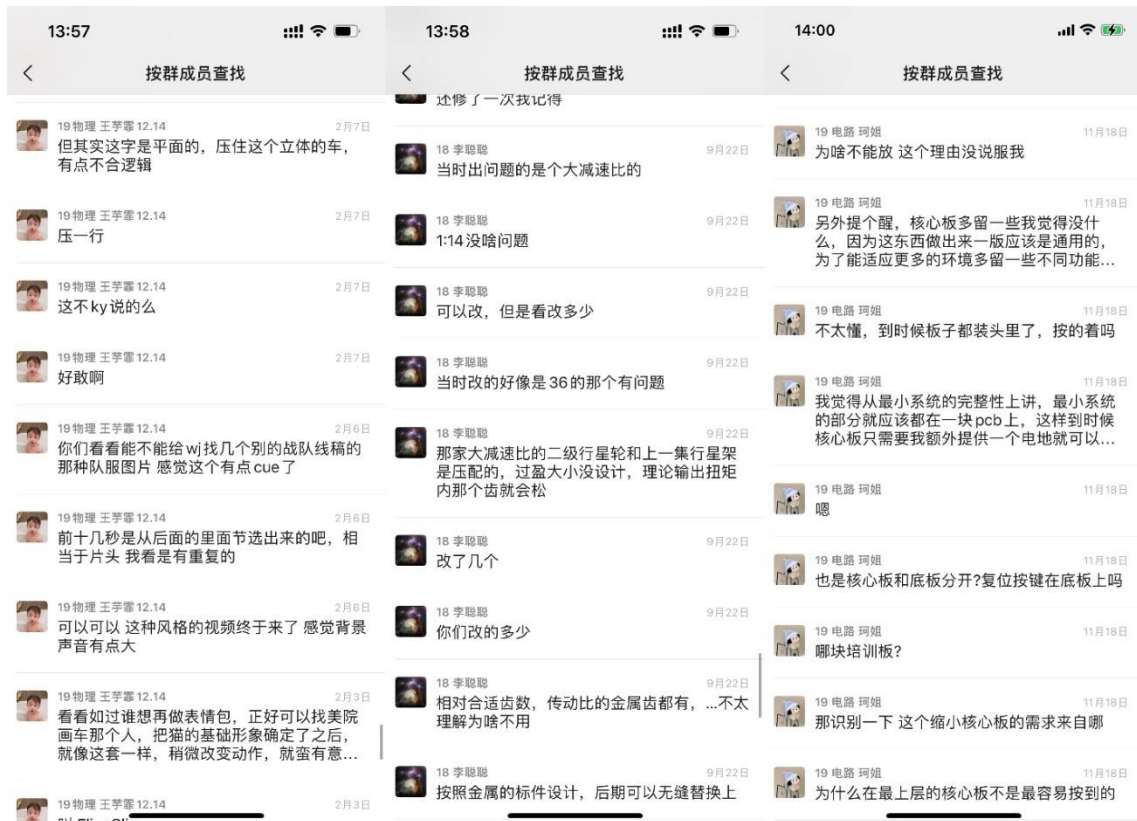 13:57
按群成员查找
19物理 王芋霏12.14
2月7日
但其实这字是平面的，压住这个立体的车，
有点不合逻辑
19物理 王芋霏12.14
2月7日
压一行
19物理 王芋霏12.14
2月7日
这不ky说的么
19物理 王芋霏12.14
2月7日
好敢啊
19物理 王芋霏12.14
2月6日
你们看看能不能给wj找几个别的战队线稿的
那种队服图片 感觉这个有点cue了
19物理 王芋霏12.14
2月6日
前十几秒是从后面的里面节选出来的吧，相
当于片头 我看是有重复的
19物理 王芋霏12.14
2月6日
可以可以 这种风格的视频终于来了 感觉背景
声音有点大
19物理 王芋霏12.14
2月3日
看看如过谁想再做表情包，正好可以找美院
画车那个人，把猫的基础形象确定了之后，
就像这套一样，稍微改变动作，就蛮有意...
19物理 王芋霏12.14
2月3日
13:58
按群成员查找
还修了一次我记得
18 李聪聪
9月22日
当时出问题的是个大减速比的
18 李聪聪
9月22日
1:14没啥问题
18 李聪聪
9月22日
可以改，但是看改多少
18 李聪聪
9月22日
当时改的好像是36的那个有问题
18 李聪聪
9月22日
那家大减速比的二级行星轮和上一集行星架
是压配的，过盈大小没设计，理论输出扭矩
内那个齿就会松
18 李聪聪
9月22日
改了几个
18 李聪聪
9月22日
你们改的多少
18 李聪聪
9月22日
相对合适齿数，传动比的金属齿都有，...不太
理解为啥不用
18 李聪聪
9月22日
按照金属的标件设计，后期可以无缝替换上
14:00
按群成员查找
19 电路 珂姐
11月18日
为啥不能放 这个理由没说服我
19 电路 珂姐
11月18日
另外提个醒，核心板多留一些我觉得没什
么，因为这东西做出来一版应该是通用的，
为了能适应更多的环境多留一些不同功能...
19 电路 珂姐
11月18日
不太懂，到时候板子都装头里了，按的着吗
19 电路 珂姐
11月18日
我觉得从最小系统的完整性上讲，最小系统
的部分就应该都在一块pcb上，这样到时候
核心板只需要我额外提供一个电地就可以...
19 电路 珂姐
11月18日
嗯
19 电路 珂姐
11月18日
也是核心板和底板分开?复位按键在底板上吗
19 电路 珂姐
11月18日
哪块培训板?
19 电路 珂姐
11月18日
那识别一下 这个缩小核心板的需求来自哪
19 电路 珂姐
11月18日
为什么在最上层的核心板不是最容易按到的